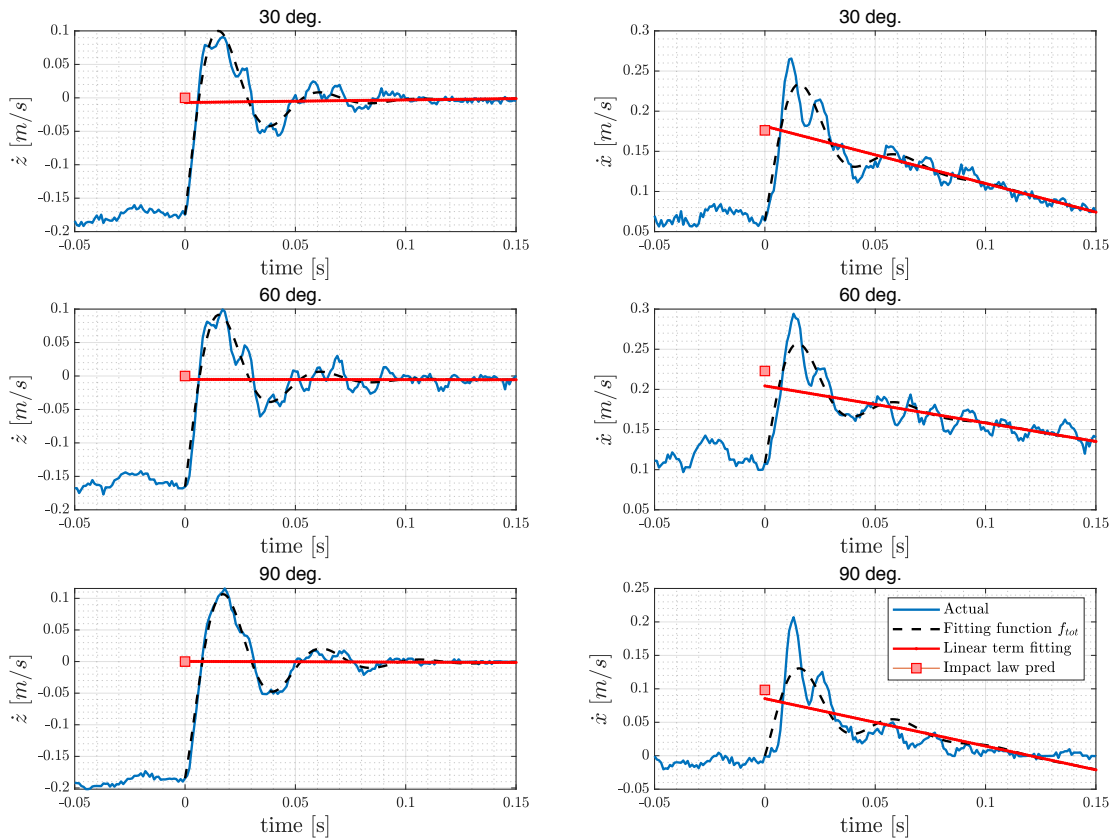 30 deg.
0.1
0.05
0
-0.05
-0.1
-0.15
-0.2
ż [m/s]
-0.05 0 0.05 0.1 0.15
time [s]
30 deg.
0.3
0.25
0.2
0.15
0.1
0.05
ẋ [m/s]
-0.05 0 0.05 0.1 0.15
time [s]
60 deg.
0.1
0.05
0
-0.05
-0.1
-0.15
-0.2
ż [m/s]
-0.05 0 0.05 0.1 0.15
time [s]
60 deg.
0.3
0.25
0.2
0.15
0.1
0.05
ẋ [m/s]
-0.05 0 0.05 0.1 0.15
time [s]
90 deg.
0.1
0.05
0
-0.05
-0.1
-0.15
-0.2
ż [m/s]
-0.05 0 0.05 0.1 0.15
time [s]
90 deg.
0.25
0.2
0.15
0.1
0.05
0
-0.05
ẋ [m/s]
-0.05 0 0.05 0.1 0.15
time [s]
Actual
Fitting function f_tot
Linear term fitting
Impact law pred